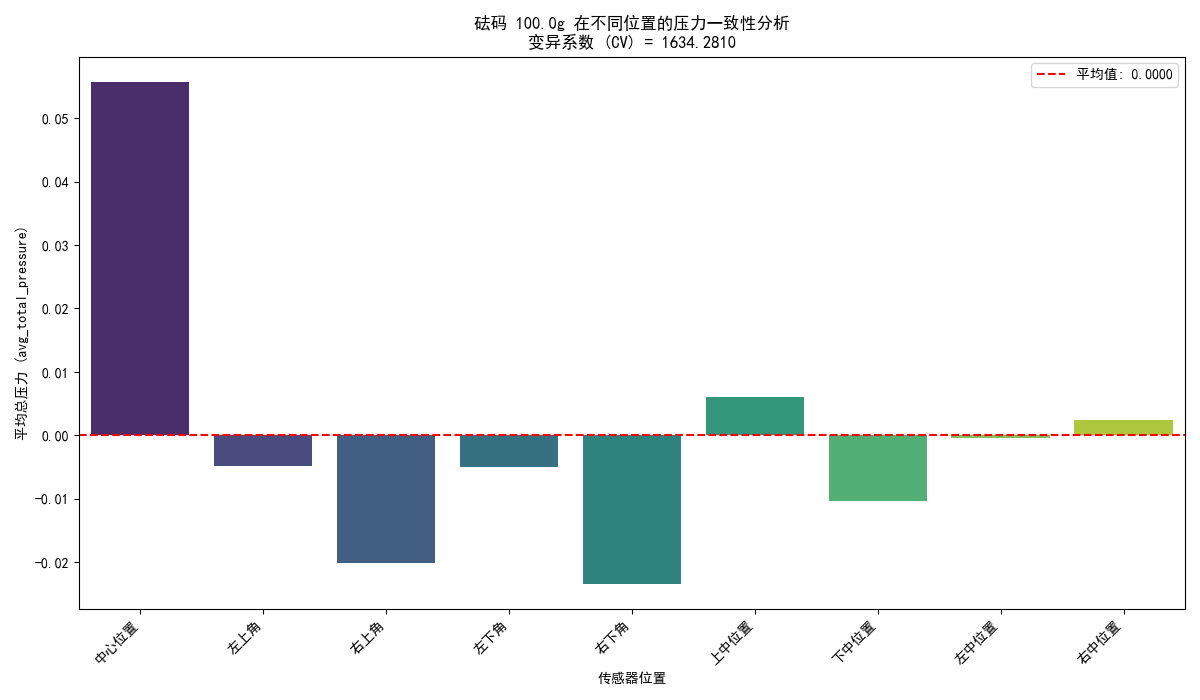 砝码 100.0g 在不同位置的压力一致性分析
变异系数 (CV) = 1634.2810
平均值: 0.0000
平均总压力 (avg_total_pressure)
0.05
0.04
0.03
0.02
0.01
0.00
−0.01
−0.02
中心位置
左上角
右上角
左下角
右下角
上中位置
下中位置
左中位置
右中位置
传感器位置